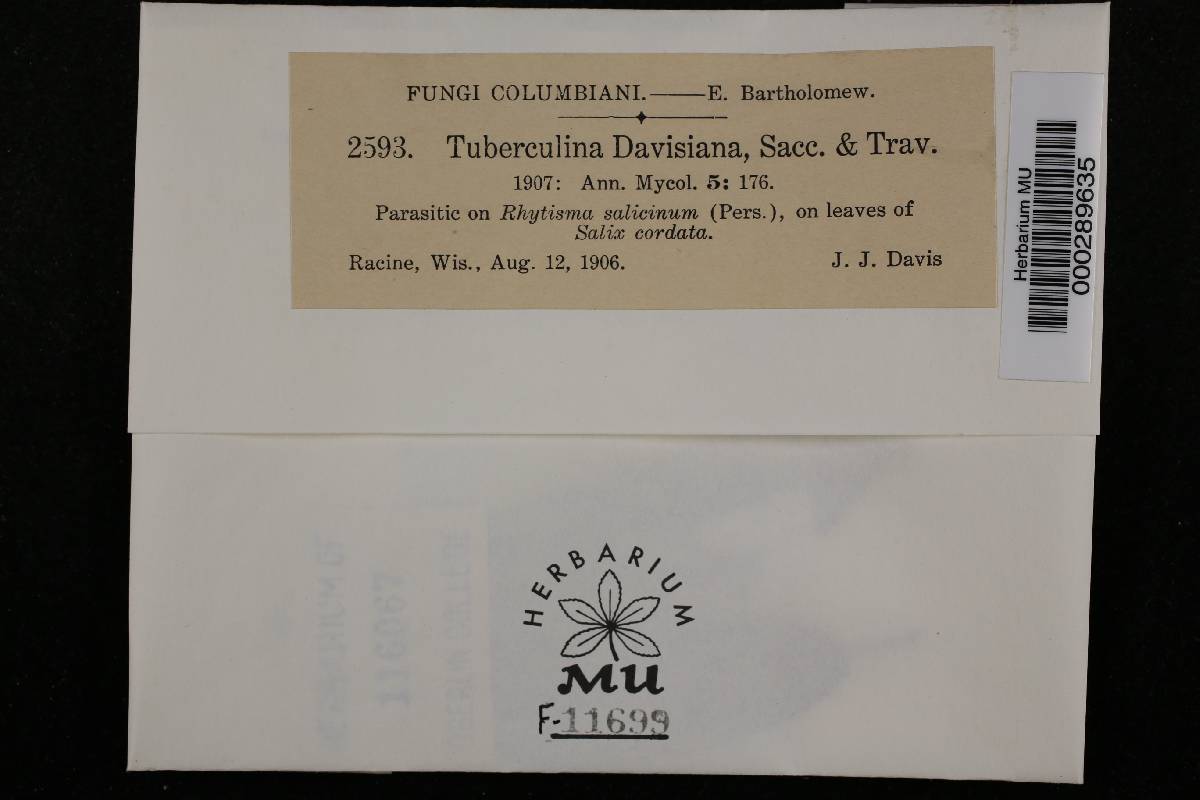 FUNGI COLUMBIANI.——E. Bartholomew.
2593. Tuberculina Davisiana, Sacc. & Trav.
1907: Ann. Mycol. 5: 176.
Parasitic on Rhytisma salicinum (Pers.), on leaves of
Salix cordata.
Racine, Wis., Aug. 12, 1906. J. J. Davis
Herbarium MU
000289635
HERBARIUM
MU
F-11699